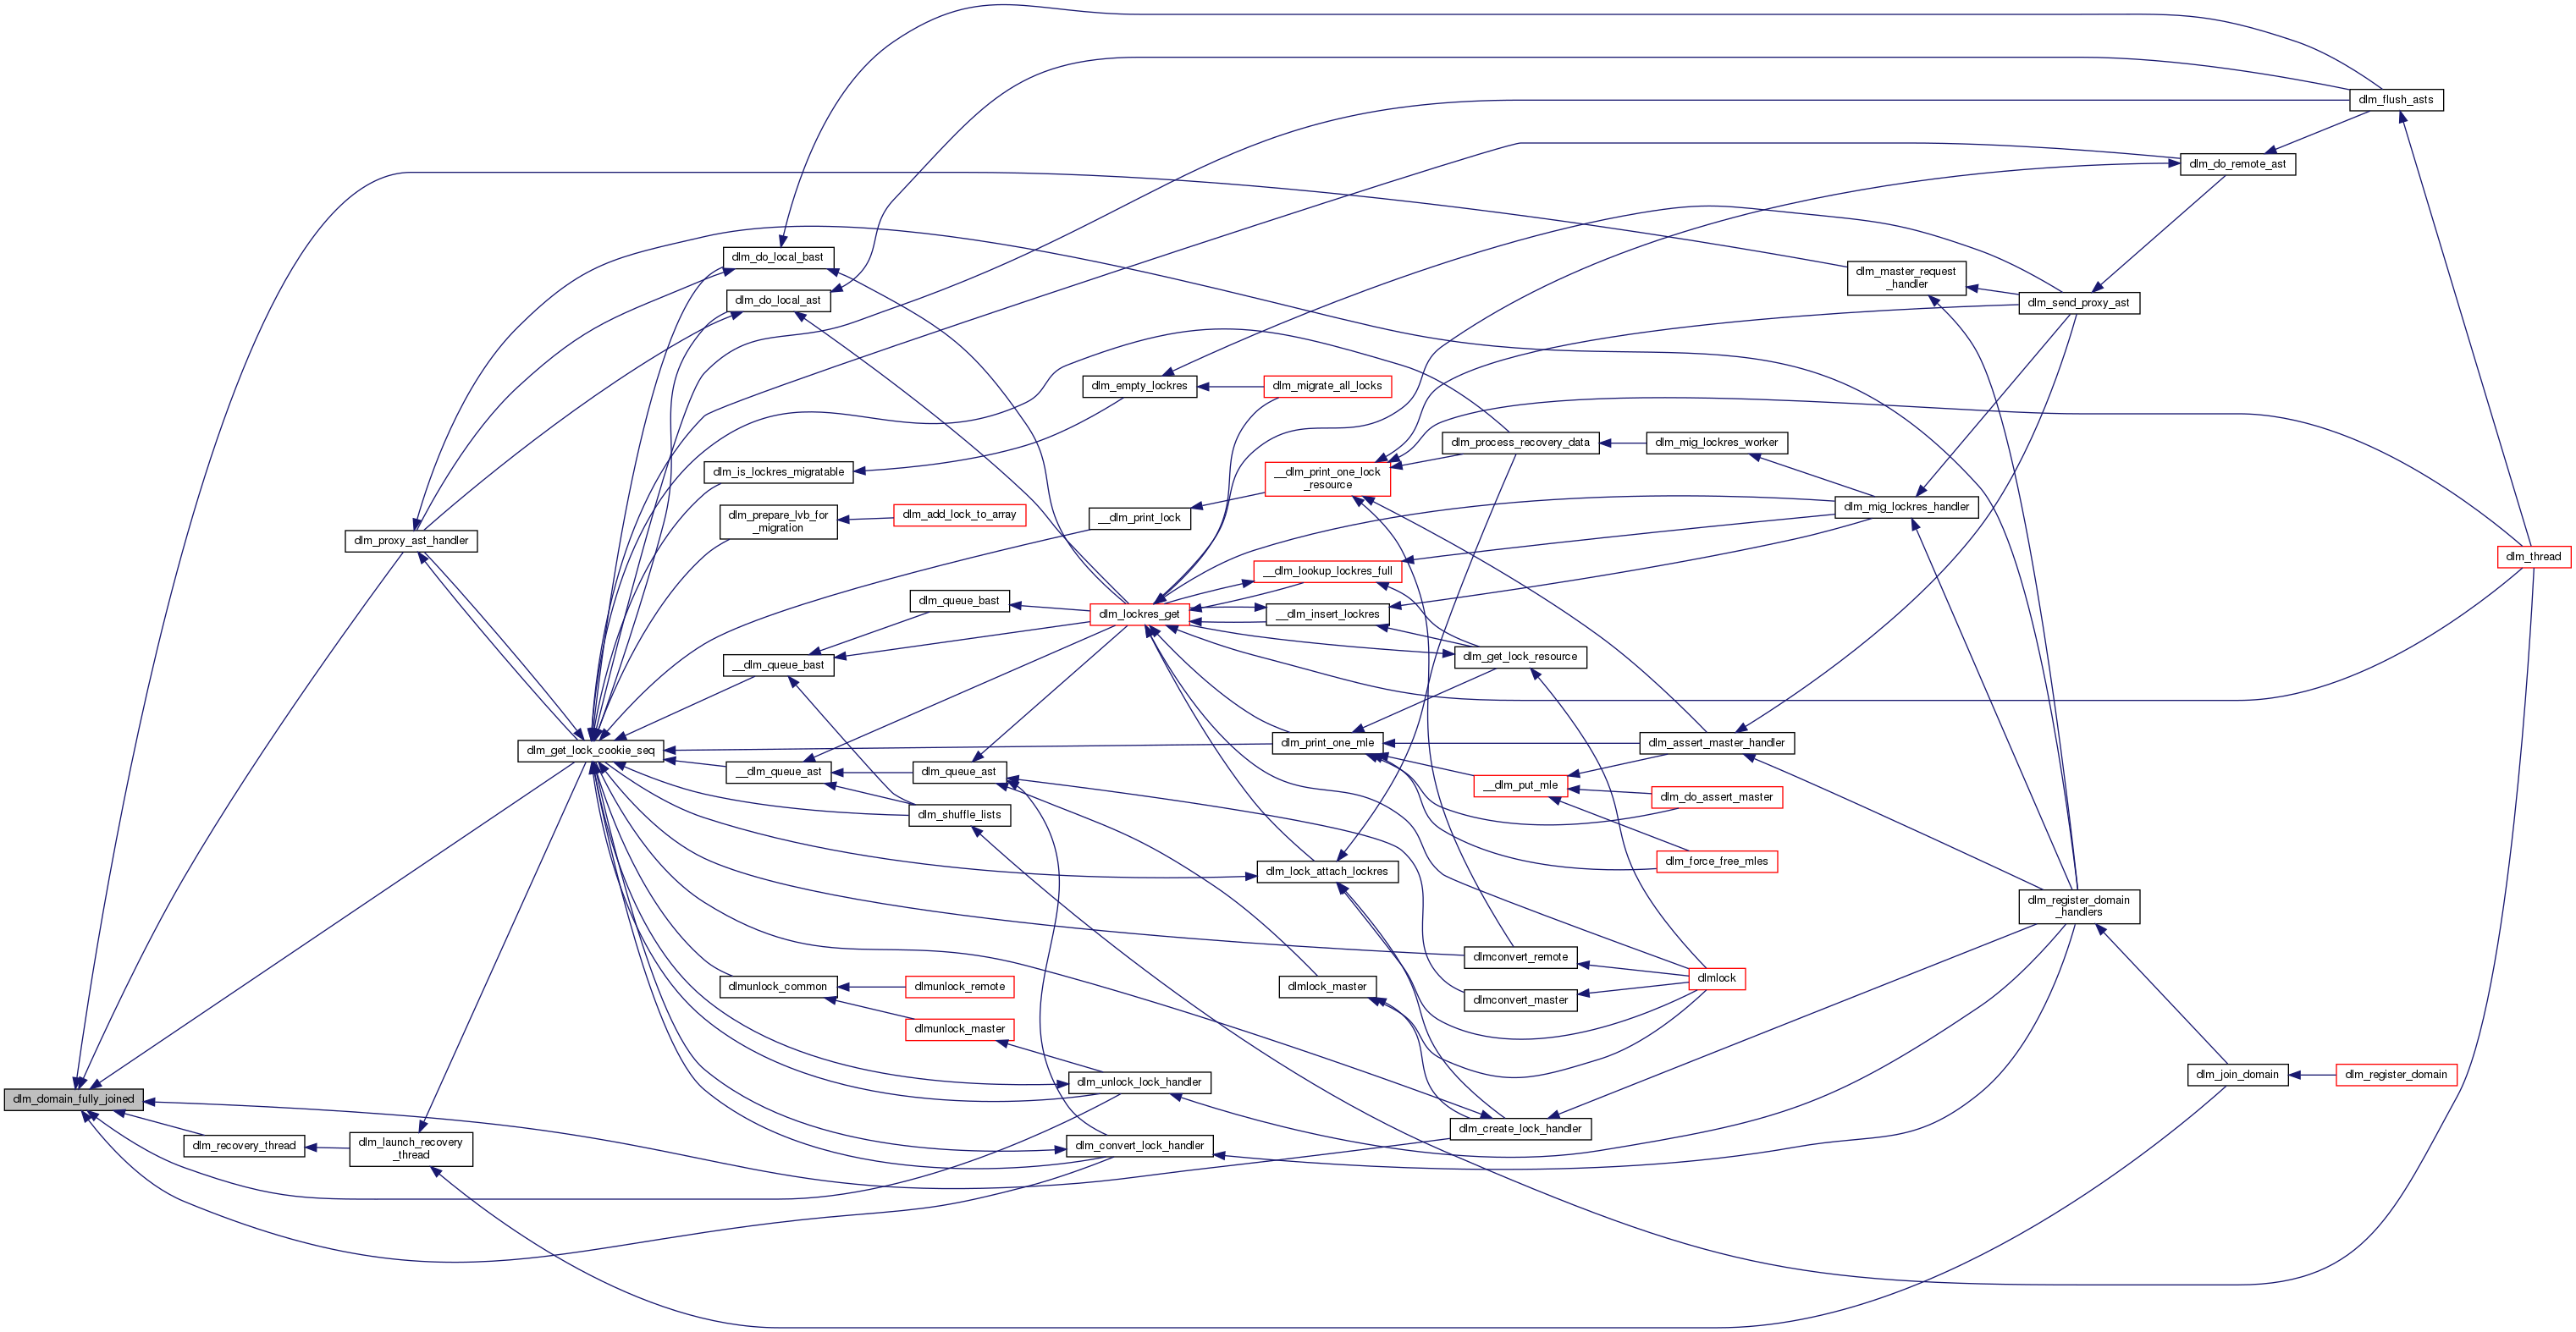 dlm_flush_asts
dlm_do_remote_ast
dlm_do_local_bast
dlm_master_request
_handler
dlm_do_local_ast
dlm_send_proxy_ast
dlm_empty_lockres
dlm_migrate_all_locks
dlm_process_recovery_data
dlm_mig_lockres_worker
dlm_is_lockres_migratable
__dlm_print_one_lock
_resource
dlm_mig_lockres_handler
dlm_prepare_lvb_for
_migration
dlm_add_lock_to_array
__dlm_print_lock
dlm_proxy_ast_handler
dlm_thread
__dlm_lookup_lockres_full
dlm_queue_bast
dlm_lockres_get
__dlm_insert_lockres
dlm_get_lock_resource
__dlm_queue_bast
dlm_get_lock_cookie_seq
dlm_print_one_mle
dlm_assert_master_handler
__dlm_queue_ast
dlm_queue_ast
__dlm_put_mle
dlm_do_assert_master
dlm_shuffle_lists
dlm_force_free_mles
dlm_lock_attach_lockres
dlm_register_domain
_handlers
dlmconvert_remote
dlmlock
dlmunlock_common
dlmunlock_remote
dlmlock_master
dlmconvert_master
dlmunlock_master
dlm_join_domain
dlm_register_domain
dlm_unlock_lock_handler
dlm_domain_fully_joined
dlm_create_lock_handler
dlm_recovery_thread
dlm_launch_recovery
_thread
dlm_convert_lock_handler